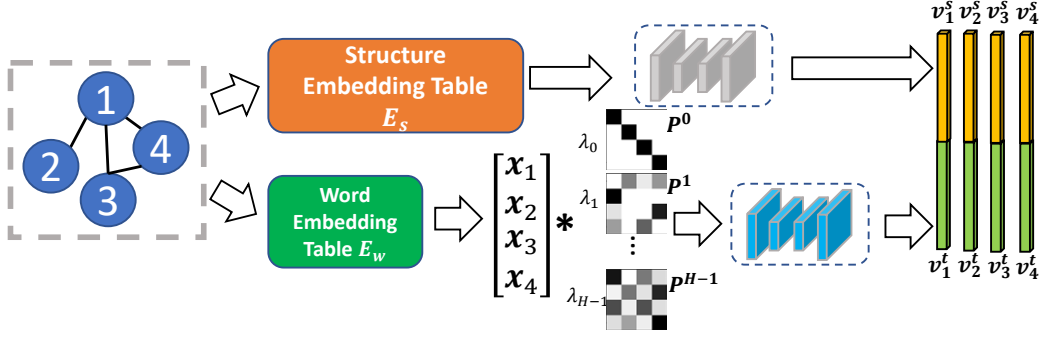 1
2
4
3
Structure
Embedding Table
E_s
Word
Embedding
Table E_w
x_1
x_2
x_3
x_4
*
λ_0
P^0
λ_1
P^1
⋮
λ_{H−1}
P^{H−1}
v_1^s v_2^s v_3^s v_4^s
v_1^t v_2^t v_3^t v_4^t